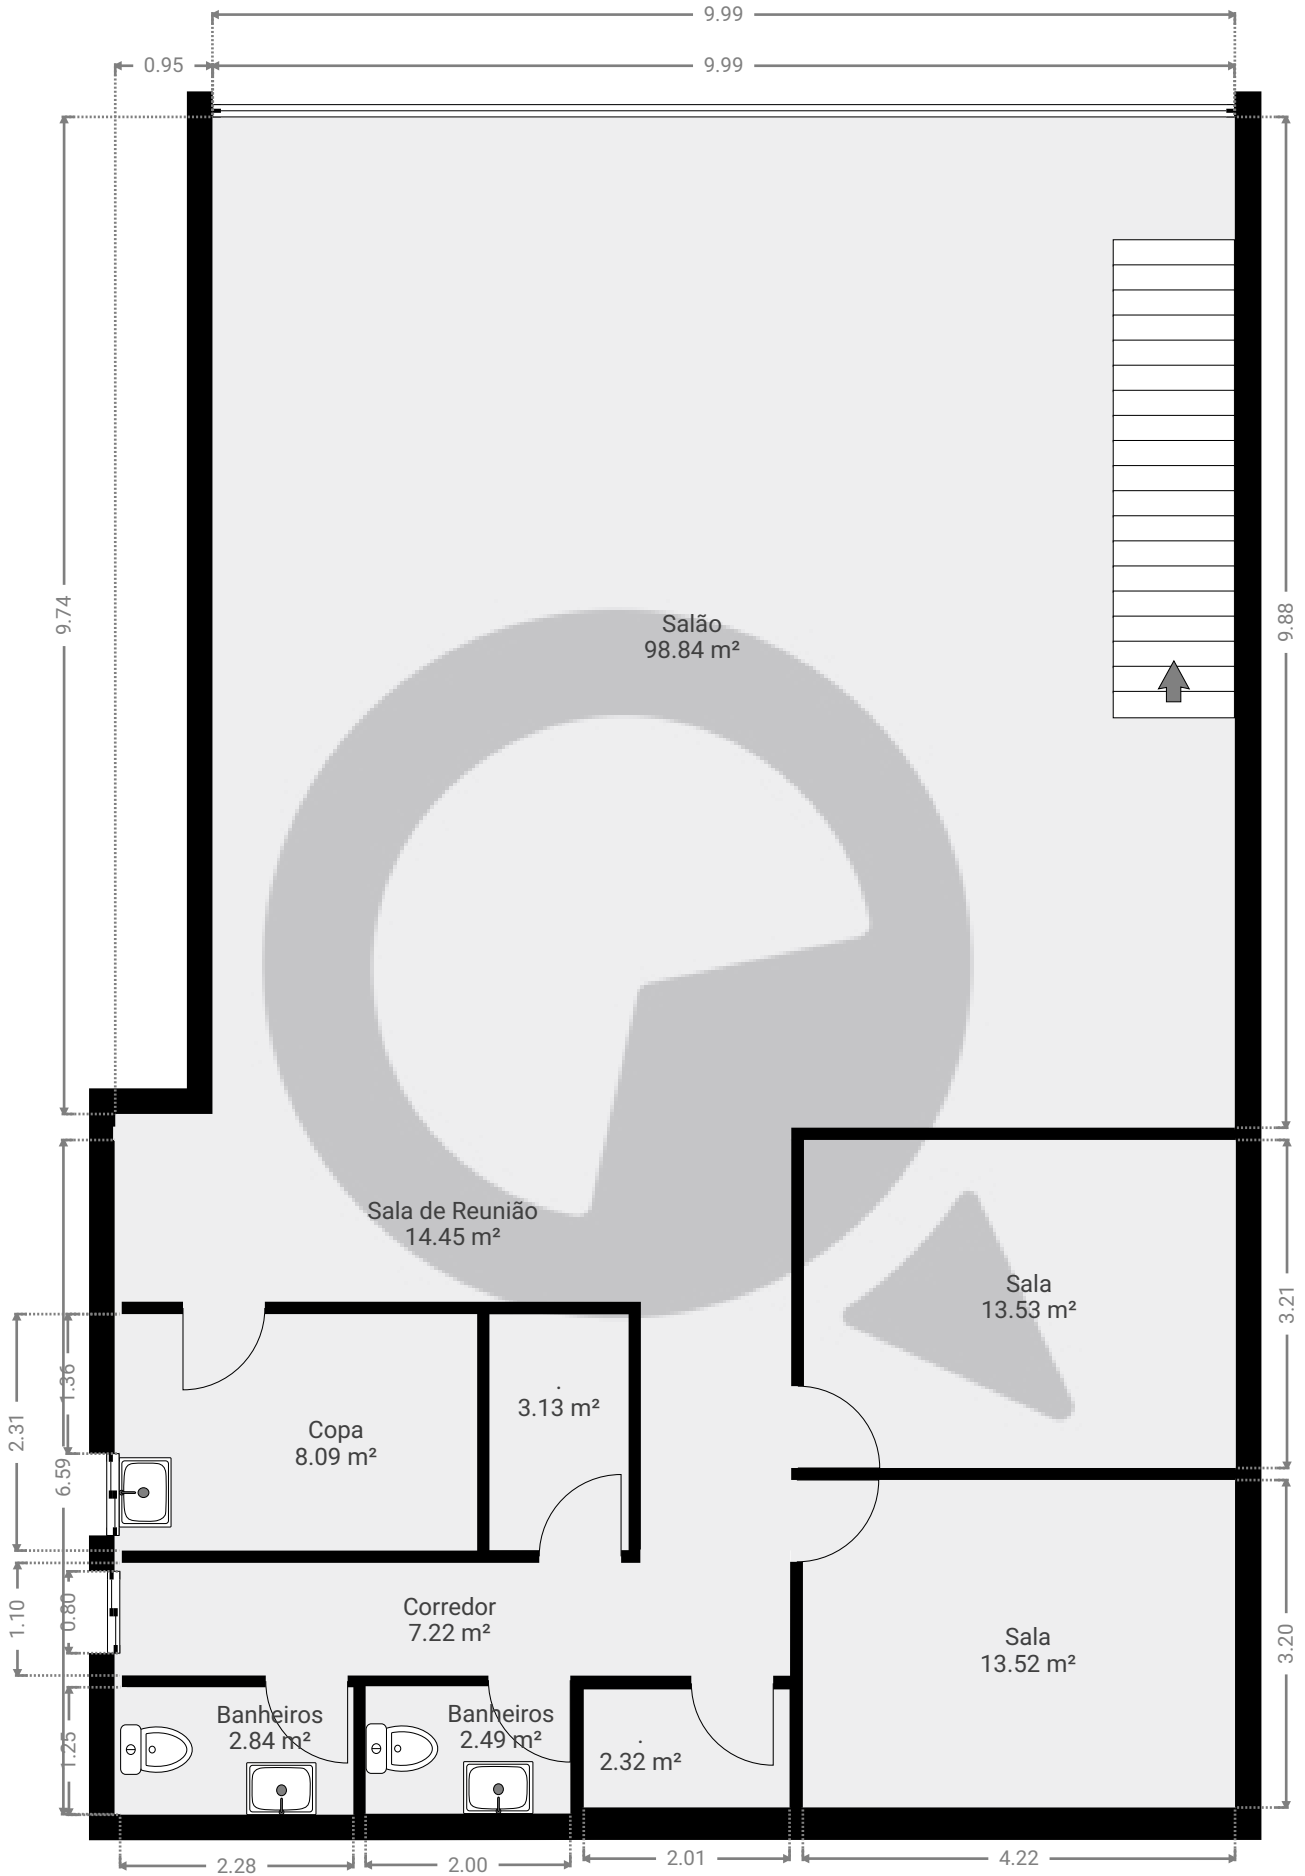 9.99
0.95
9.99
9.74
9.88
Salão
98.84 m²
Sala de Reunião
14.45 m²
Sala
13.53 m²
3.21
1.36
2.31
.
3.13 m²
Copa
8.09 m²
6.59
1.10
0.80
Corredor
7.22 m²
Sala
13.52 m²
3.20
Banheiros
2.84 m²
Banheiros
2.49 m²
.
2.32 m²
1.25
2.28
2.00
2.01
4.22